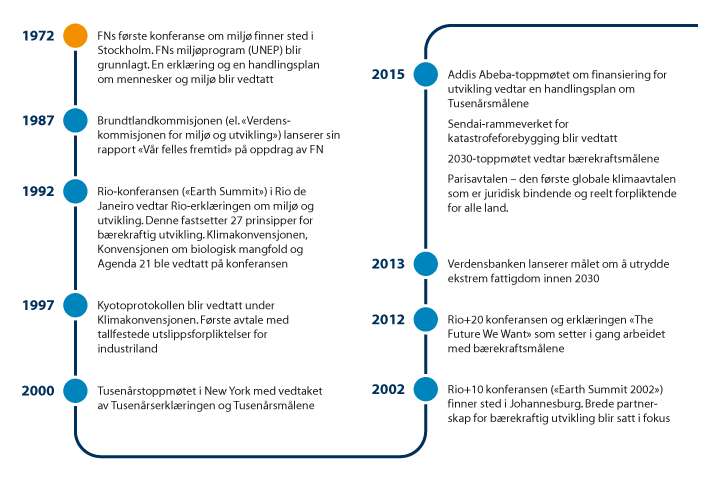 1972
FNs første konferanse om miljø finner sted i
Stockholm. FNs miljøprogram (UNEP) blir
grunnlagt. En erklæring og en handlingsplan
om mennesker og miljø blir vedtatt
1987
Brundtlandkommisjonen (el. «Verdens-
kommisjonen for miljø og utvikling») lanserer sin
rapport «Vår felles fremtid» på oppdrag av FN
1992
Rio-konferansen («Earth Summit») i Rio de
Janeiro vedtar Rio-erklæringen om miljø og
utvikling. Denne fastsetter 27 prinsipper for
bærekraftig utvikling. Klimakonvensjonen,
Konvensjonen om biologisk mangfold og
Agenda 21 ble vedtatt på konferansen
1997
Kyotoprotokollen blir vedtatt under
Klimakonvensjonen. Første avtale med
tallfestede utslippsforpliktelser for
industriland
2000
Tusenårstoppmøtet i New York med vedtaket
av Tusenårserklæringen og Tusenårsmålene
2015
Addis Abeba-toppmøtet om finansiering for
utvikling vedtar en handlingsplan om
Tusenårsmålene
Sendai-rammeverket for
katastrofeforebygging blir vedtatt
2030-toppmøtet vedtar bærekraftsmålene
Parisavtalen – den første globale klimaavtalen
som er juridisk bindende og reelt forpliktende
for alle land.
2013
Verdensbanken lanserer målet om å utrydde
ekstrem fattigdom innen 2030
2012
Rio+20 konferansen og erklæringen «The
Future We Want» som setter i gang arbeidet
med bærekraftsmålene
2002
Rio+10 konferansen («Earth Summit 2002»)
finner sted i Johannesburg. Brede partner-
skap for bærekraftig utvikling blir satt i fokus